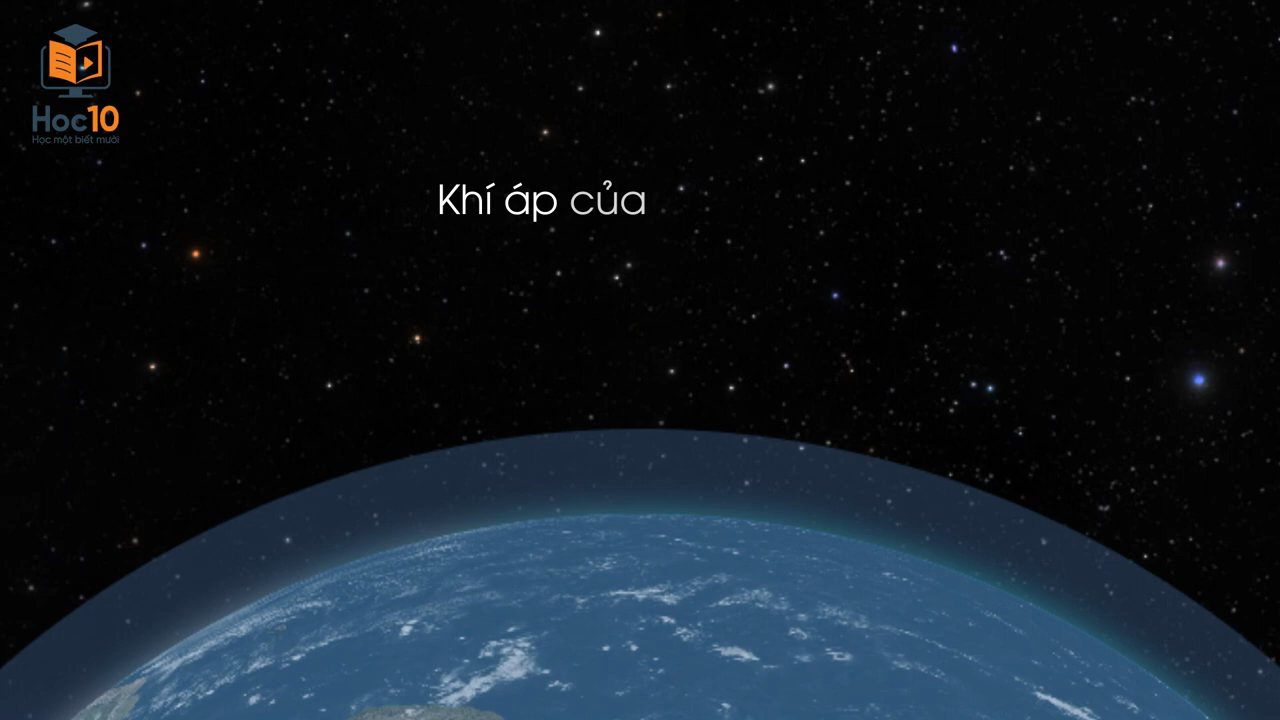 Hoc10
Học một biết mười
Khí áp của